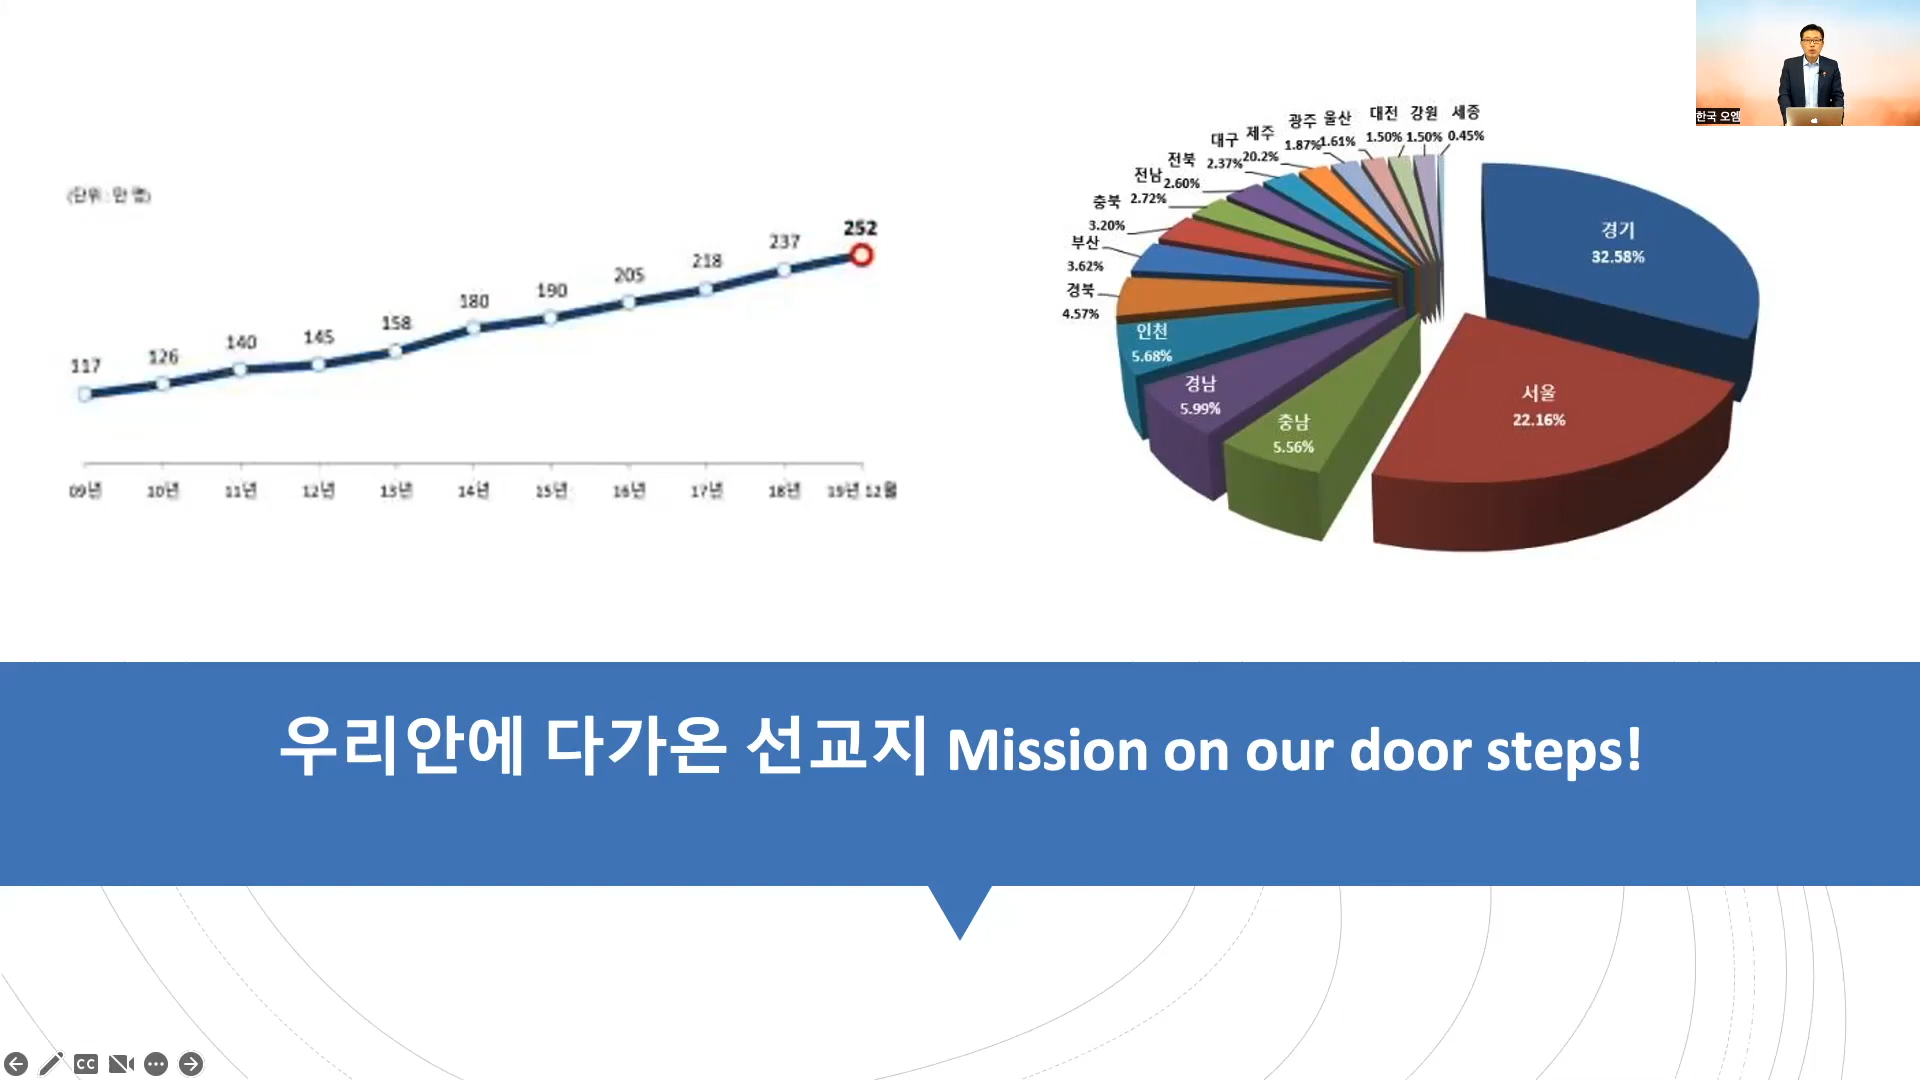 한국 오엠
(단위 : 만 명)
117
126
140
145
158
180
190
205
218
237
252
09년 10년 11년 12년 13년 14년 15년 16년 17년 18년 19년 12월
경기
32.58%
서울
22.16%
충남
5.56%
경남
5.99%
인천
5.68%
경북
4.57%
부산
3.62%
충북
3.20%
전남
2.72%
전북
2.60%
대구
2.37%
제주
20.2%
광주
1.87%
울산
1.61%
대전
1.50%
강원
1.50%
세종
0.45%
우리안에 다가온 선교지 Mission on our door steps!
CC